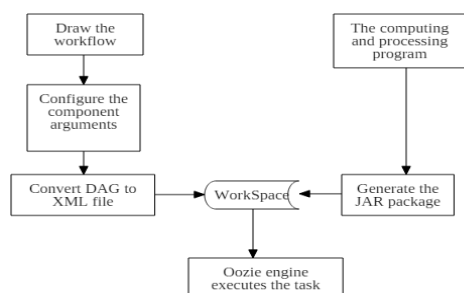 Draw the
workflow
The computing
and processing
program
Configure the
component
arguments
Convert DAG to
XML file
WorkSpace
Generate the
JAR package
Oozie engine
executes the task